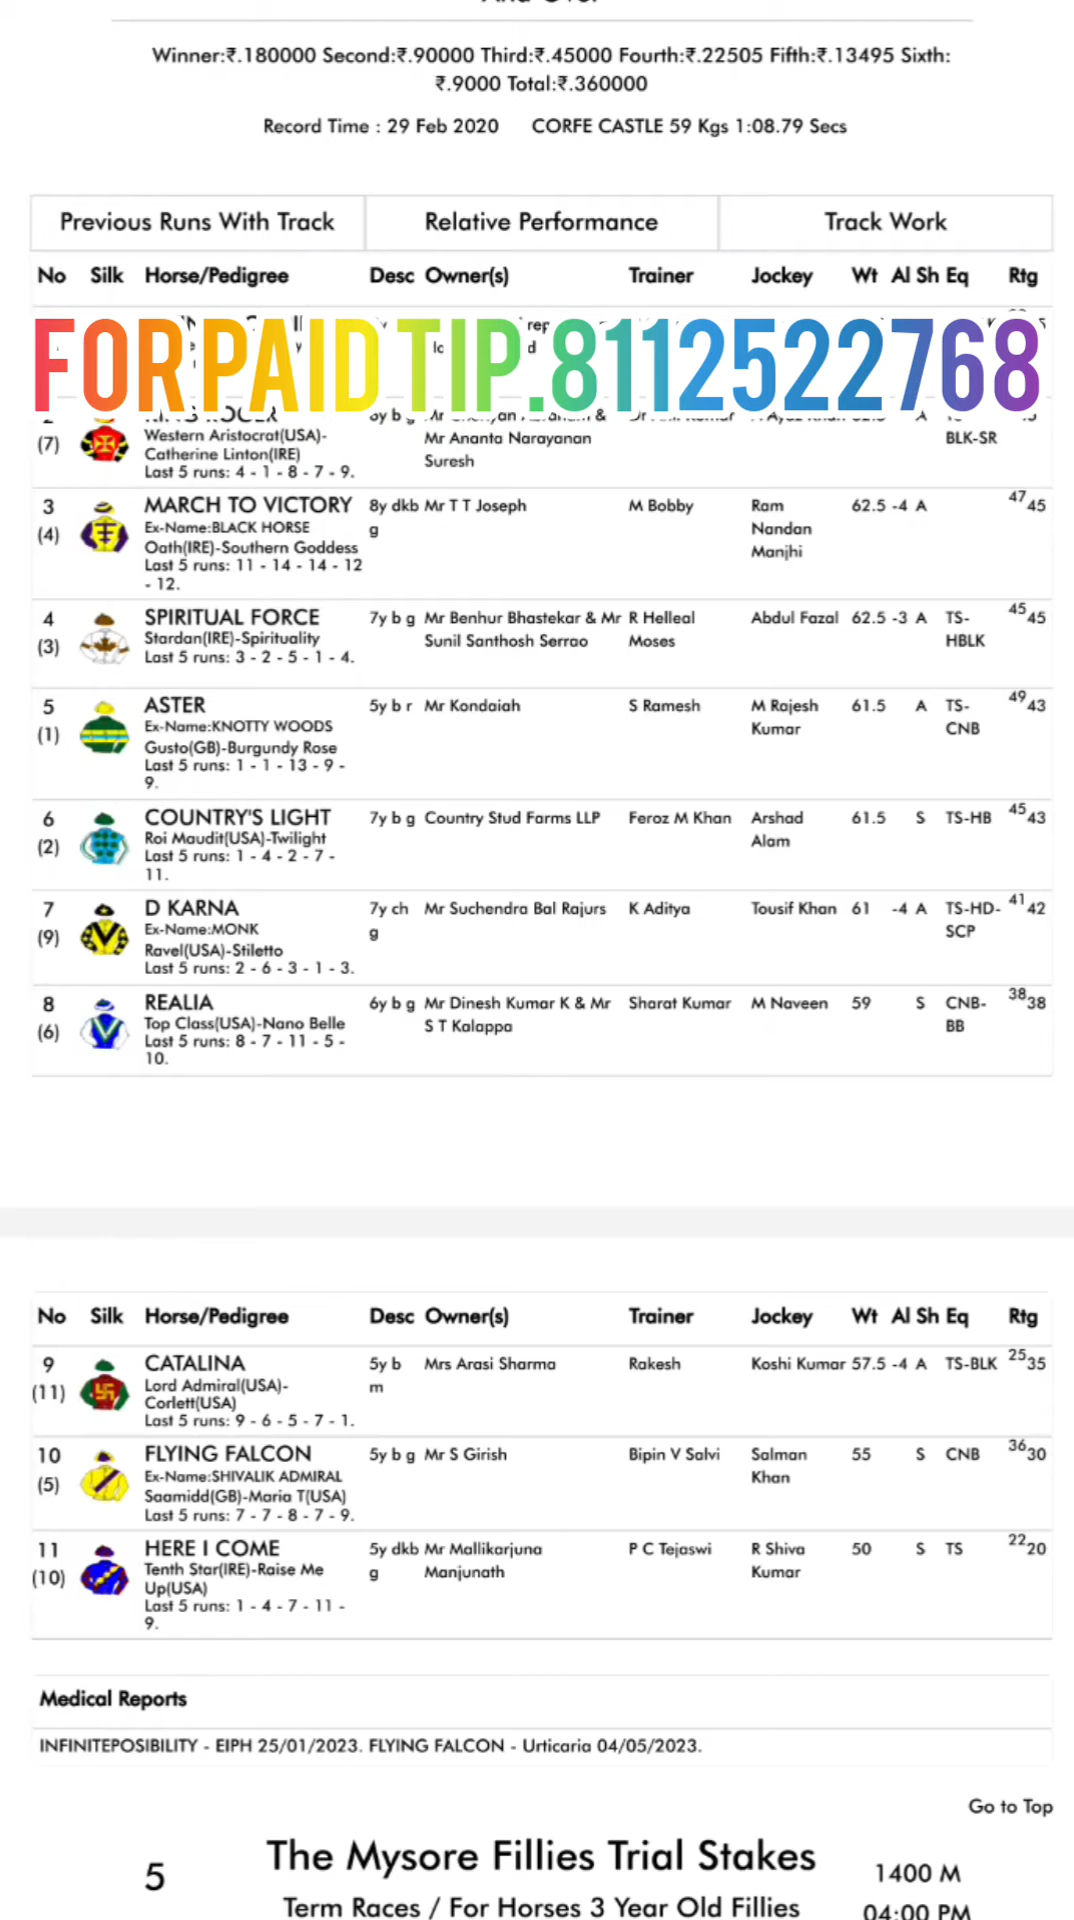 Winner:₹.180000 Second:₹.90000 Third:₹.45000 Fourth:₹.22505 Fifth:₹.13495 Sixth:
₹.9000 Total:₹.360000
Record Time : 29 Feb 2020 CORFE CASTLE 59 Kgs 1:08.79 Secs
Previous Runs With Track Relative Performance Track Work
No Silk Horse/Pedigree Desc Owner(s) Trainer Jockey Wt Al Sh Eq Rtg
FOR PAID TIP.8112522768
(7) Western Aristocrat(USA)- Mr Ananta Narayanan BLK-SR
Catherine Linton(IRE) Suresh
Last 5 runs: 4 - 1 - 8 - 7 - 9.
3 MARCH TO VICTORY 8y dkb Mr T T Joseph M Bobby Ram 62.5 -4 A 47 45
(4) Ex-Name:BLACK HORSE g Nandan
Oath(IRE)-Southern Goddess Manjhi
Last 5 runs: 11 - 14 - 14 - 12
- 12.
4 SPIRITUAL FORCE 7y b g Mr Benhur Bhastekar & Mr R Helleal Abdul Fazal 62.5 -3 A TS- 45 45
(3) Stardan(IRE)-Spirituality Sunil Santhosh Serrao Moses HBLK
Last 5 runs: 3 - 2 - 5 - 1 - 4.
5 ASTER 5y b r Mr Kondaiah S Ramesh M Rajesh 61.5 A TS- 49 43
(1) Ex-Name:KNOTTY WOODS Kumar CNB
Gusto(GB)-Burgundy Rose
Last 5 runs: 1 - 1 - 13 - 9 -
9.
6 COUNTRY'S LIGHT 7y b g Country Stud Farms LLP Feroz M Khan Arshad 61.5 S TS-HB 45 43
(2) Roi Maudit(USA)-Twilight Alam
Last 5 runs: 1 - 4 - 2 - 7 -
11.
7 D KARNA 7y ch Mr Suchendra Bal Rajurs K Aditya Tousif Khan 61 -4 A TS-HD- 41 42
(9) Ex-Name:MONK g SCP
Ravel(USA)-Stiletto
Last 5 runs: 2 - 6 - 3 - 1 - 3.
8 REALIA 6y b g Mr Dinesh Kumar K & Mr Sharat Kumar M Naveen 59 S CNB- 38 38
(6) Top Class(USA)-Nano Belle S T Kalappa BB
Last 5 runs: 8 - 7 - 11 - 5 -
10.
No Silk Horse/Pedigree Desc Owner(s) Trainer Jockey Wt Al Sh Eq Rtg
9 CATALINA 5y b Mrs Arasi Sharma Rakesh Koshi Kumar 57.5 -4 A TS-BLK 25 35
(11) Lord Admiral(USA)- m
Corlett(USA)
Last 5 runs: 9 - 6 - 5 - 7 - 1.
10 FLYING FALCON 5y b g Mr S Girish Bipin V Salvi Salman 55 S CNB 36 30
(5) Ex-Name:SHIVALIK ADMIRAL Khan
Saamidd(GB)-Maria T(USA)
Last 5 runs: 7 - 7 - 8 - 7 - 9.
11 HERE I COME 5y dkb Mr Mallikarjuna P C Tejaswi R Shiva 50 S TS 22 20
(10) Tenth Star(IRE)-Raise Me g Manjunath Kumar
Up(USA)
Last 5 runs: 1 - 4 - 7 - 11 -
9.
Medical Reports
INFINITEPOSIBILITY - EIPH 25/01/2023. FLYING FALCON - Urticaria 04/05/2023.
Go to Top
5 The Mysore Fillies Trial Stakes 1400 M
Term Races / For Horses 3 Year Old Fillies 04:00 PM